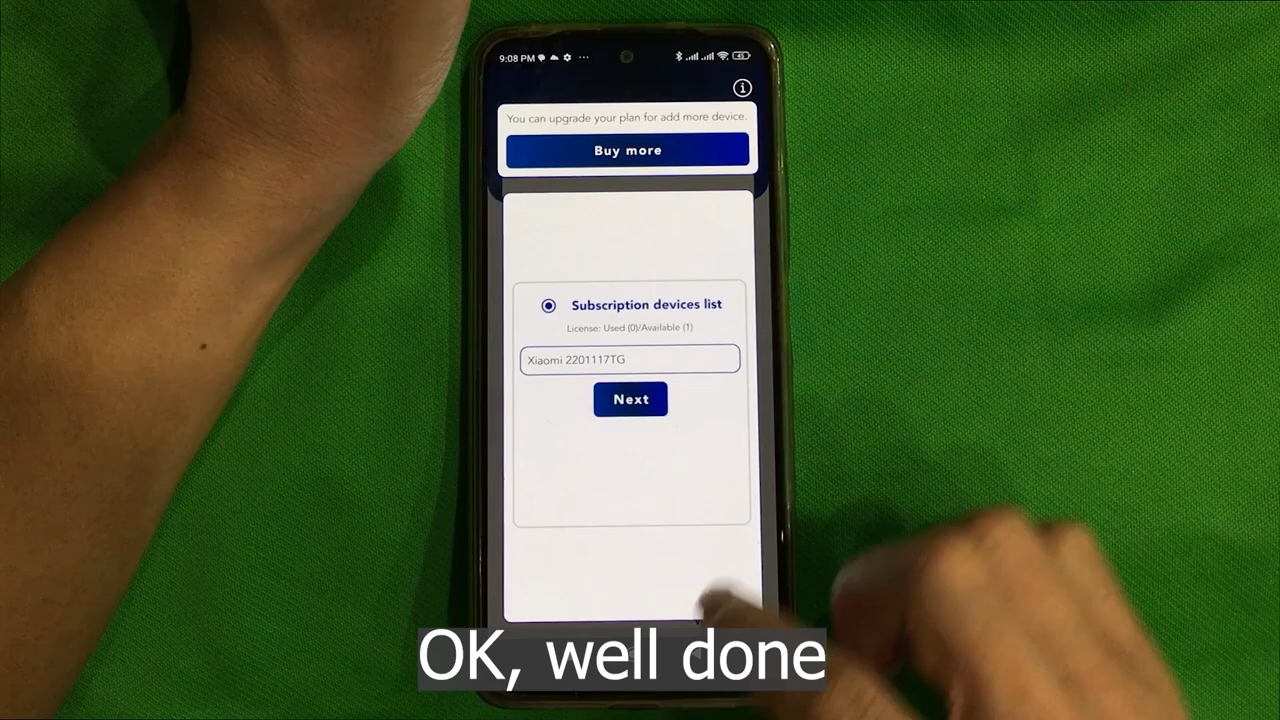 9:08 PM
45
You can upgrade your plan for add more device.
Buy more
Subscription devices list
License: Used (0)/Available (1)
Xiaomi 2201117TG
Next
OK, well done